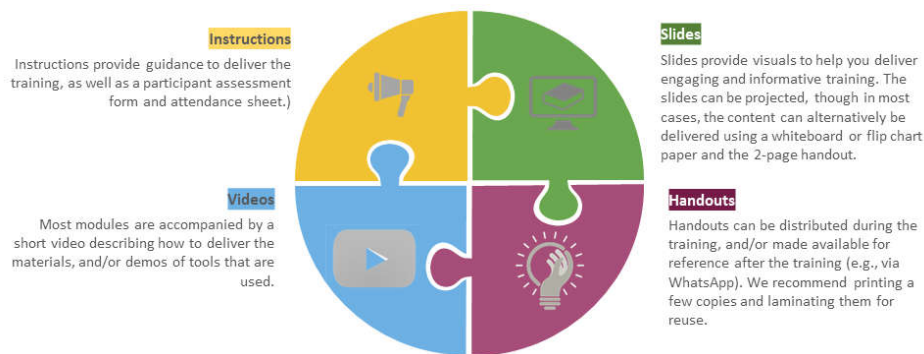 Instructions
Instructions provide guidance to deliver the
training, as well as a participant assessment
form and attendance sheet.)
Slides
Slides provide visuals to help you deliver
engaging and informative training. The
slides can be projected, though in most
cases, the content can alternatively be
delivered using a whiteboard or flip chart
paper and the 2-page handout.
Videos
Most modules are accompanied by a
short video describing how to deliver the
materials, and/or demos of tools that are
used.
Handouts
Handouts can be distributed during the
training, and/or made available for
reference after the training (e.g., via
WhatsApp). We recommend printing a
few copies and laminating them for
reuse.